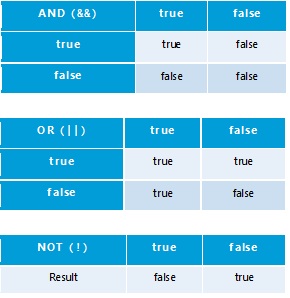 AND (&&) true false
true true false
false false false
OR (||) true false
true true true
false true false
NOT (!) true false
Result false true